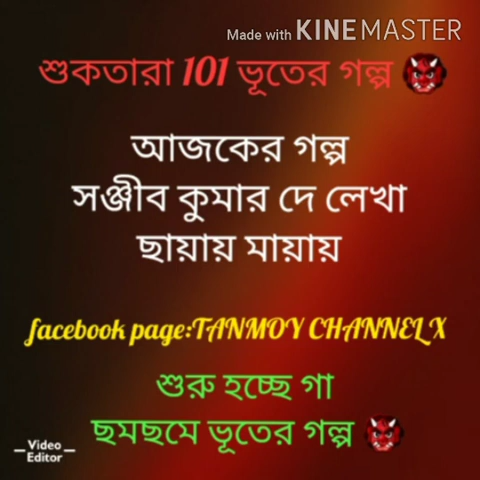 Made with KINEMASTER
শুকতারা 101 ভূতের গল্প
আজকের গল্প
সঞ্জীব কুমার দে লেখা
ছায়ায় মায়ায়
facebook page:TANMOY CHANNEL X
শুরু হচ্ছে গা
ছমছমে ভূতের গল্প
Video
Editor